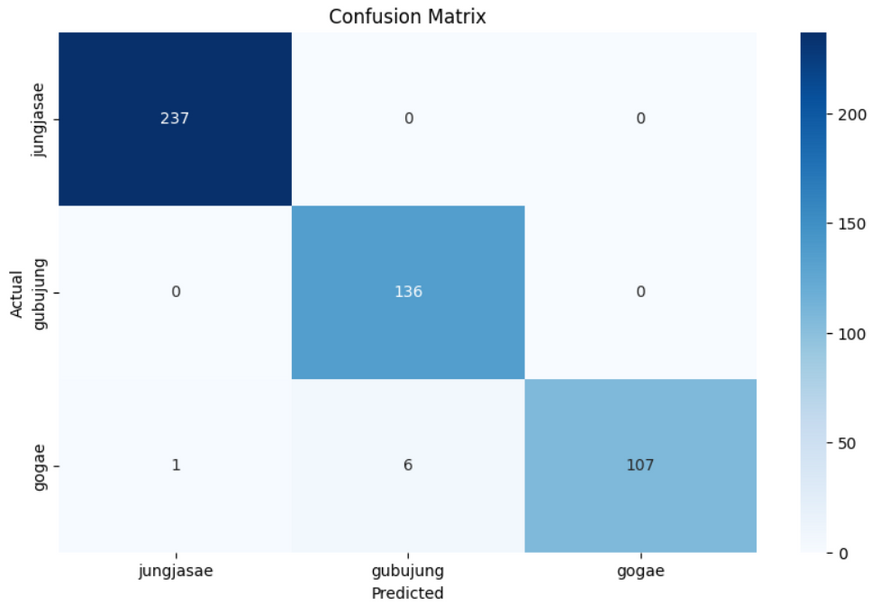 Confusion Matrix
jungjasae
237
0
0
200
150
Actual
gubujung
0
136
0
100
50
gogae
1
6
107
0
jungjasae
gubujung
gogae
Predicted